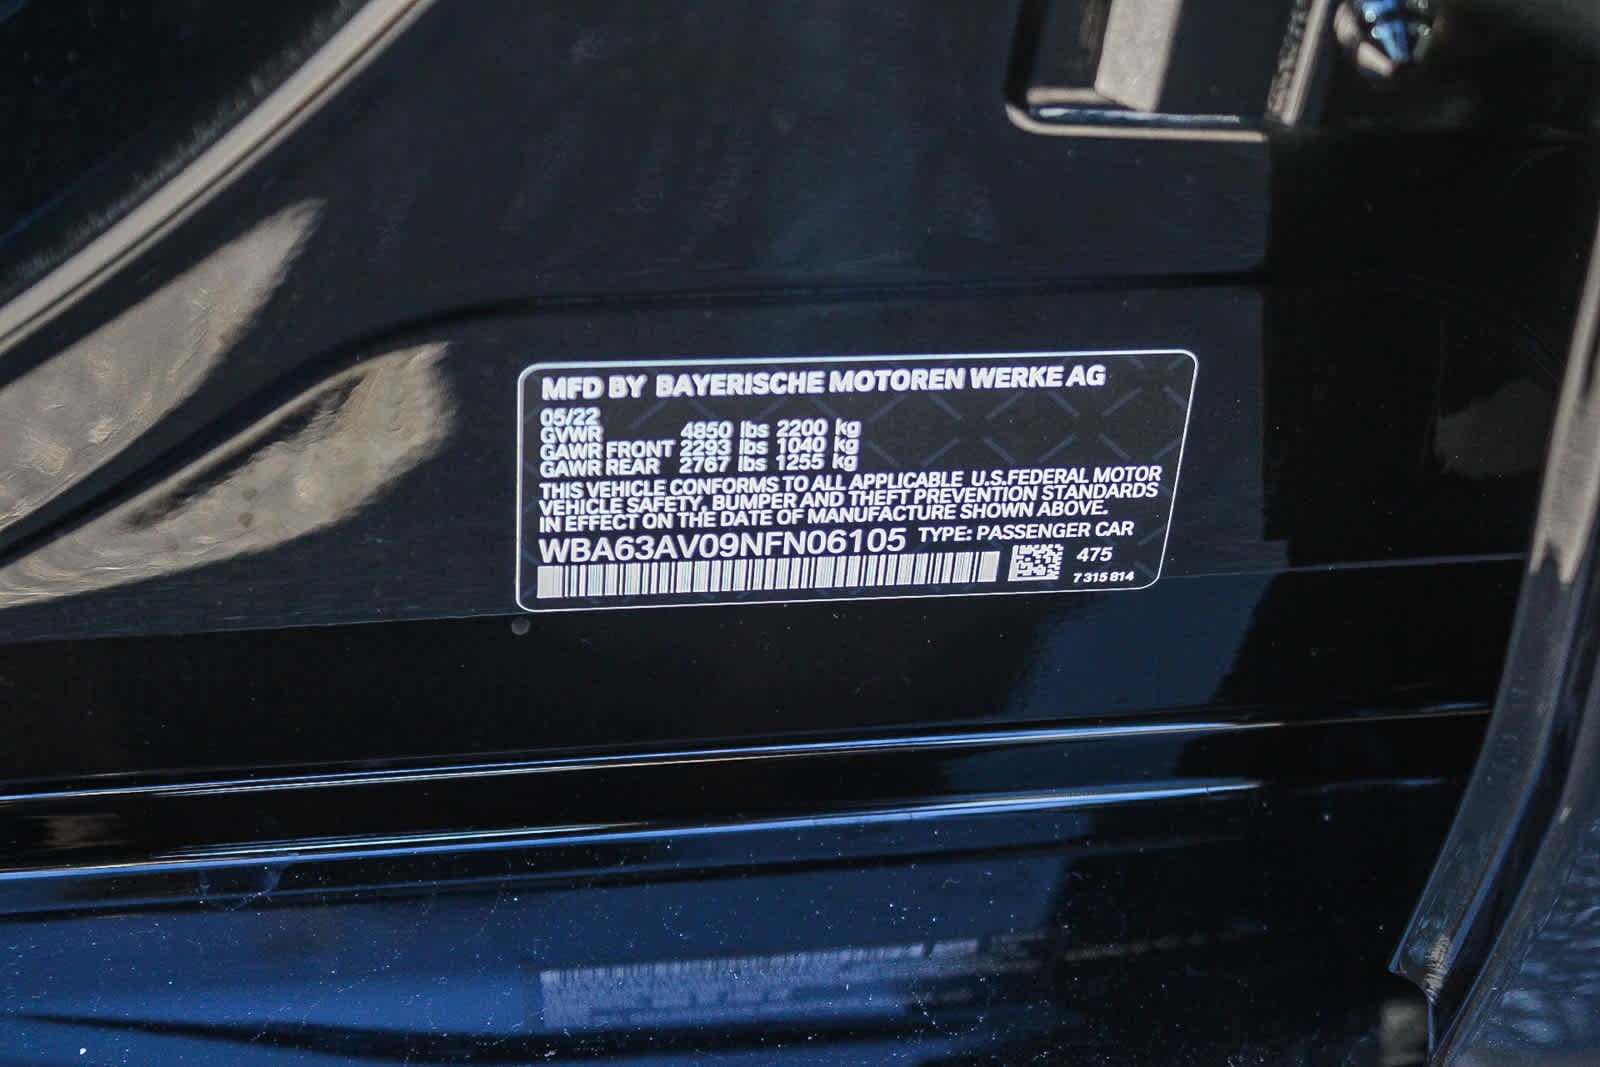 MFD BY BAYERISCHE MOTOREN WERKE AG
05/22
GVWR 4850 lbs 2200 kg
GAWR FRONT 2293 lbs 1040 kg
GAWR REAR 2767 lbs 1255 kg
THIS VEHICLE CONFORMS TO ALL APPLICABLE U.S.FEDERAL MOTOR
VEHICLE SAFETY, BUMPER AND THEFT PREVENTION STANDARDS
IN EFFECT ON THE DATE OF MANUFACTURE SHOWN ABOVE.
WBA63AV09NFN06105 TYPE: PASSENGER CAR
475
7 315 814